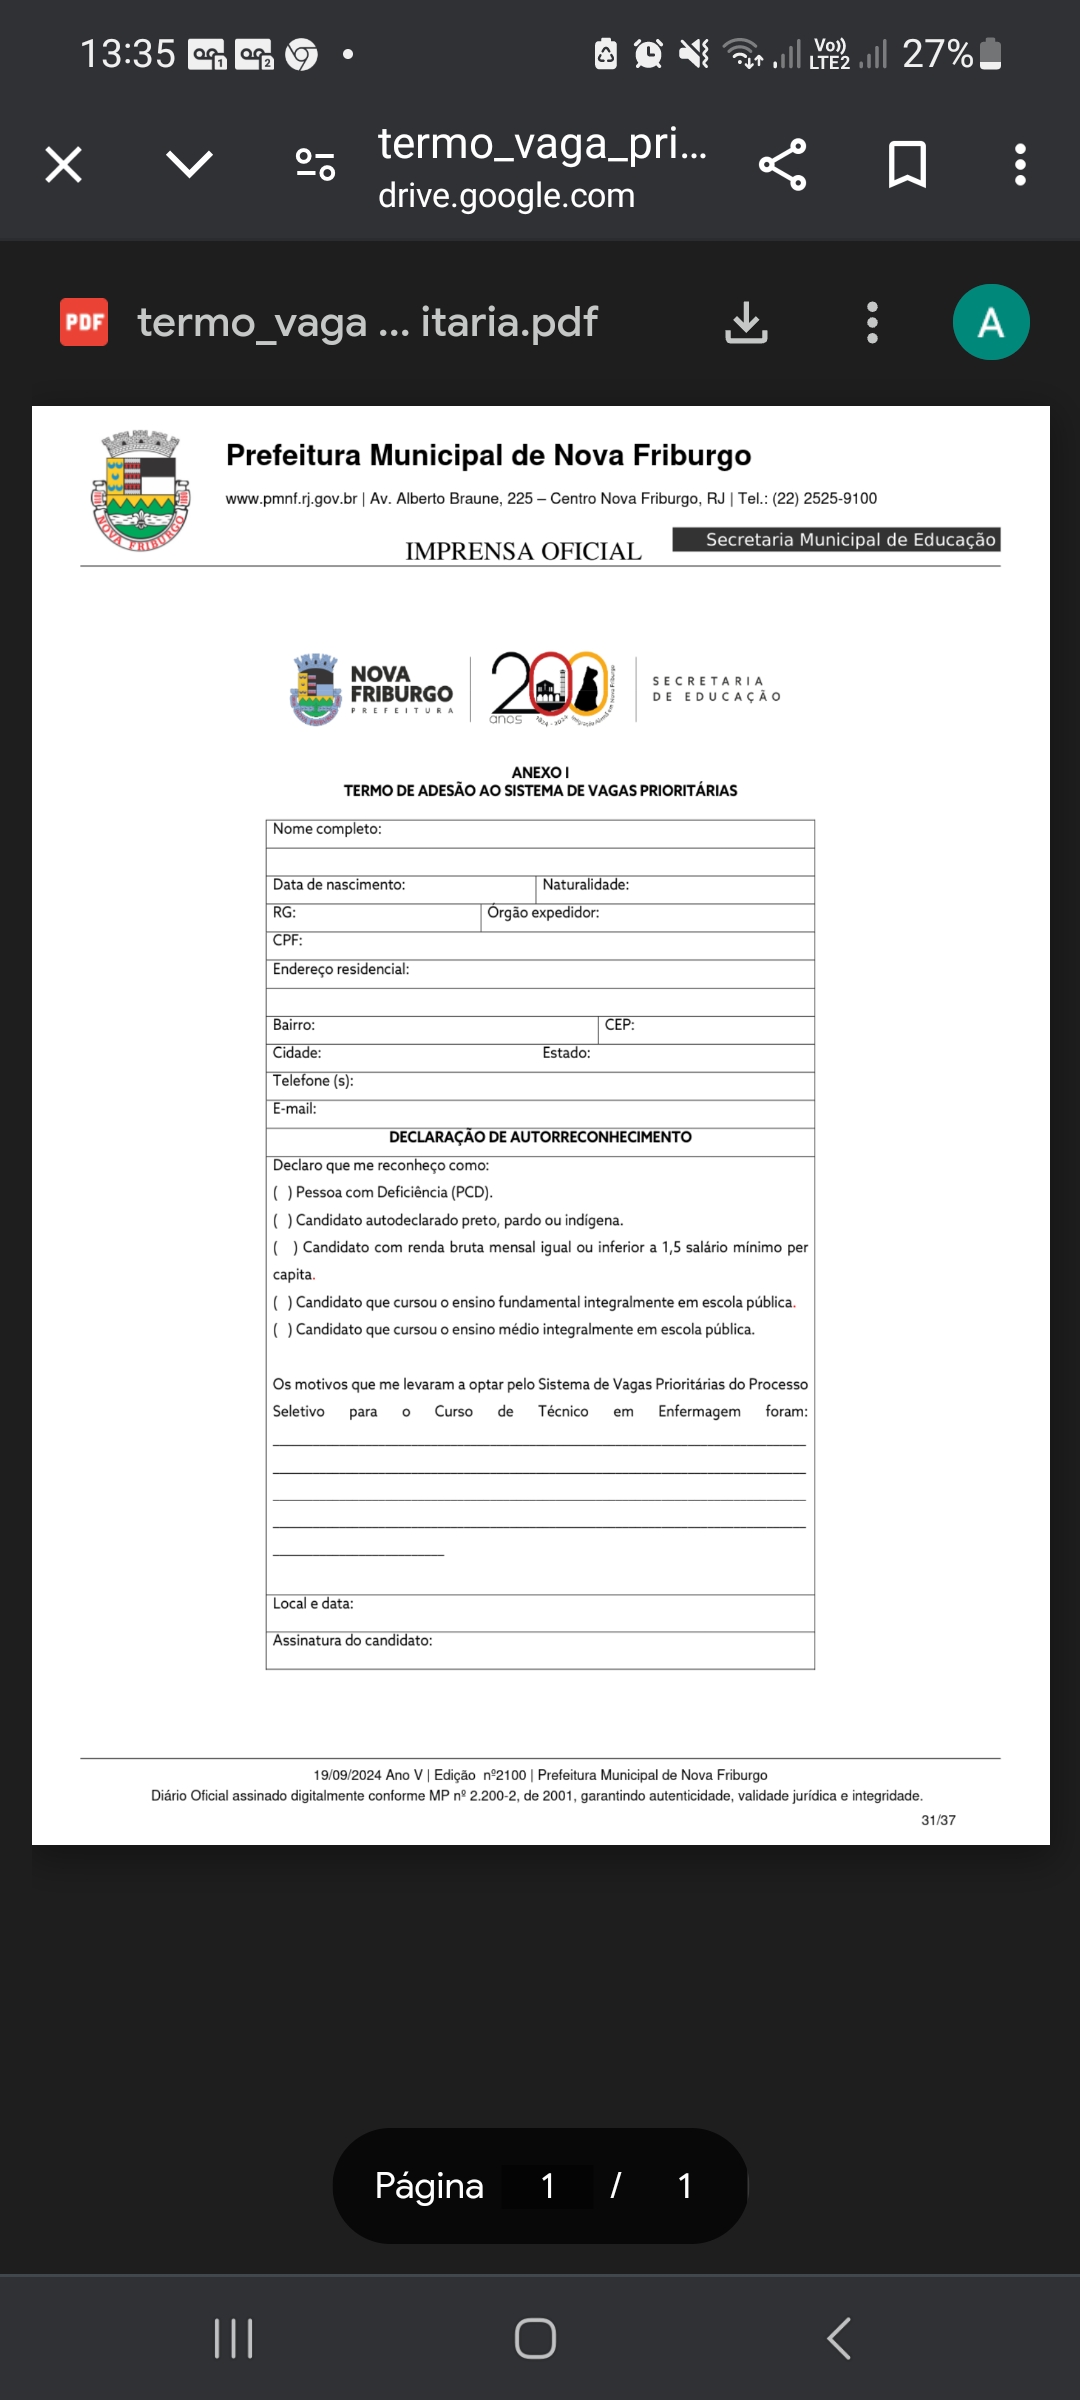 13:35
Vo))
LTE2
27%
termo_vaga_pri...
drive.google.com
PDF
termo_vaga ... itaria.pdf
A
Prefeitura Municipal de Nova Friburgo
www.pmnf.rj.gov.br | Av. Alberto Braune, 225 – Centro Nova Friburgo, RJ | Tel.: (22) 2525-9100
NOVA FRIBURGO
IMPRENSA OFICIAL
Secretaria Municipal de Educação
NOVA
FRIBURGO
PREFEITURA
200
anos
1824 - 2024
SECRETARIA
DE EDUCAÇÃO
ANEXO I
TERMO DE ADESÃO AO SISTEMA DE VAGAS PRIORITÁRIAS
Nome completo:
Data de nascimento: Naturalidade:
RG: Órgão expedidor:
CPF:
Endereço residencial:
Bairro: CEP:
Cidade: Estado:
Telefone (s):
E-mail:
DECLARAÇÃO DE AUTORRECONHECIMENTO
Declaro que me reconheço como:
( ) Pessoa com Deficiência (PCD).
( ) Candidato autodeclarado preto, pardo ou indígena.
( ) Candidato com renda bruta mensal igual ou inferior a 1,5 salário mínimo per
capita.
( ) Candidato que cursou o ensino fundamental integralmente em escola pública.
( ) Candidato que cursou o ensino médio integralmente em escola pública.
Os motivos que me levaram a optar pelo Sistema de Vagas Prioritárias do Processo
Seletivo para o Curso de Técnico em Enfermagem foram:
Local e data:
Assinatura do candidato:
19/09/2024 Ano V | Edição nº2100 | Prefeitura Municipal de Nova Friburgo
Diário Oficial assinado digitalmente conforme MP nº 2.200-2, de 2001, garantindo autenticidade, validade jurídica e integridade.
31/37
Página 1 / 1